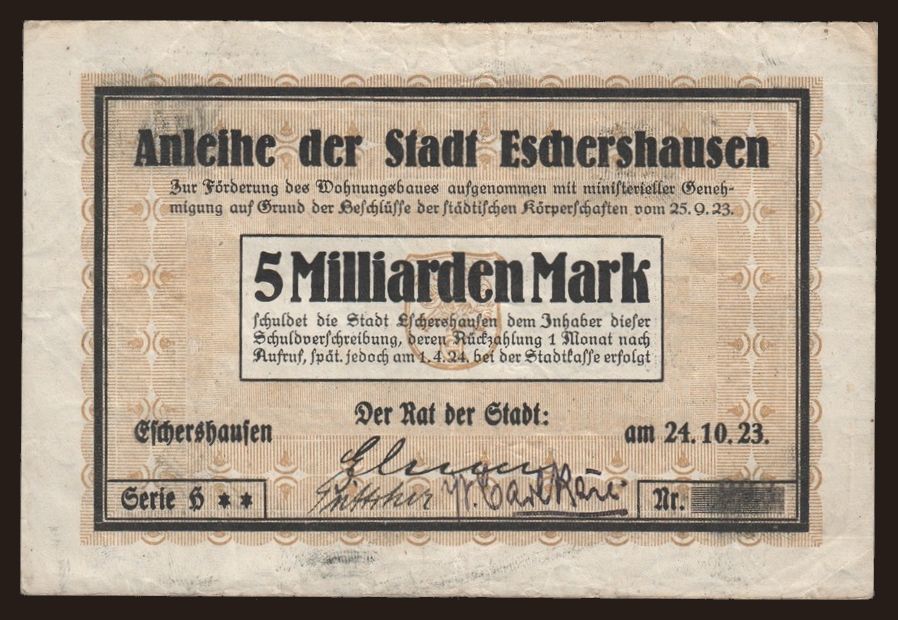 Anleihe der Stadt Eschershausen
Zur Förderung des Wohnungsbaues aufgenommen mit ministerieller Geneh-
migung auf Grund der Beschlüsse der städtischen Körperschaften vom 25.9.23.
5 Milliarden Mark
schuldet die Stadt Eschershausen dem Inhaber dieser
Schuldverschreibung, deren Rückzahlung 1 Monat nach
Aufruf, spät. jedoch am 1.4.24. bei der Stadtkasse erfolgt
Der Rat der Stadt:
Eschershausen
am 24.10.23.
Serie H **
Nr.